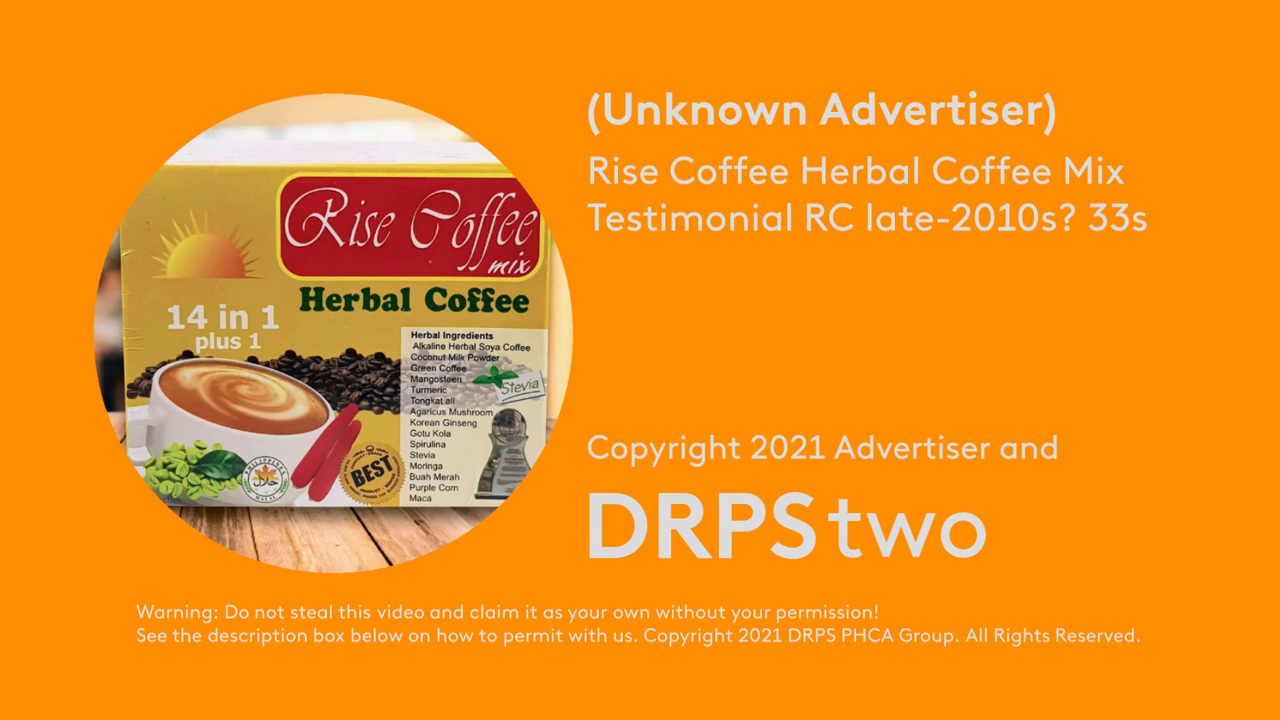 (Unknown Advertiser)
Rise Coffee Herbal Coffee Mix
Testimonial RC late-2010s? 33s
Rise Coffee
mix
Herbal Coffee
14 in 1
plus 1
Herbal Ingredients
Alkaline Herbal Soya Coffee
Coconut Milk Powder
Green Coffee
Mangosteen
Turmeric
Tongkat ali
Agaricus Mushroom
Korean Ginseng
Gotu Kola
Spirulina
Stevia
Moringa
Buah Merah
Purple Corn
Maca
Stevia
BEST
PHILIPPINES
حلال
HALAL
Copyright 2021 Advertiser and
DRPS two
Warning: Do not steal this video and claim it as your own without your permission!
See the description box below on how to permit with us. Copyright 2021 DRPS PHCA Group. All Rights Reserved.